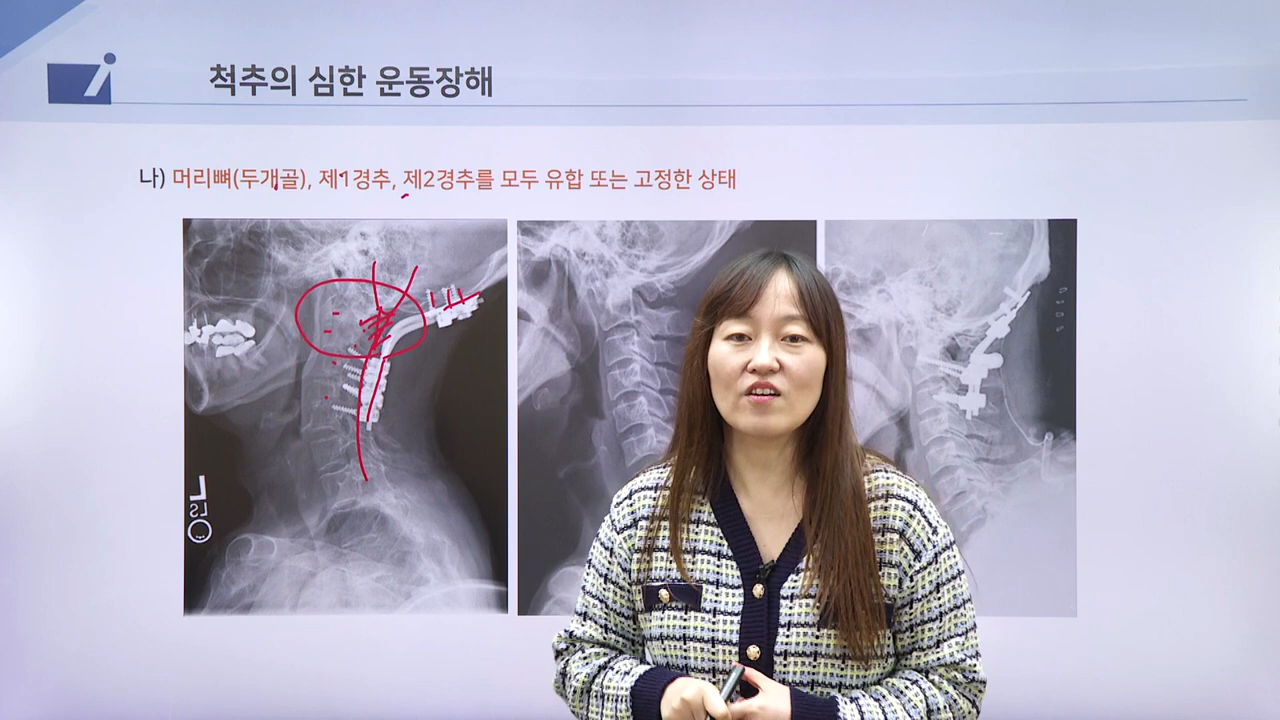 척추의 심한 운동장해
나) 머리뼈(두개골), 제1경추, 제2경추를 모두 유합 또는 고정한 상태
L